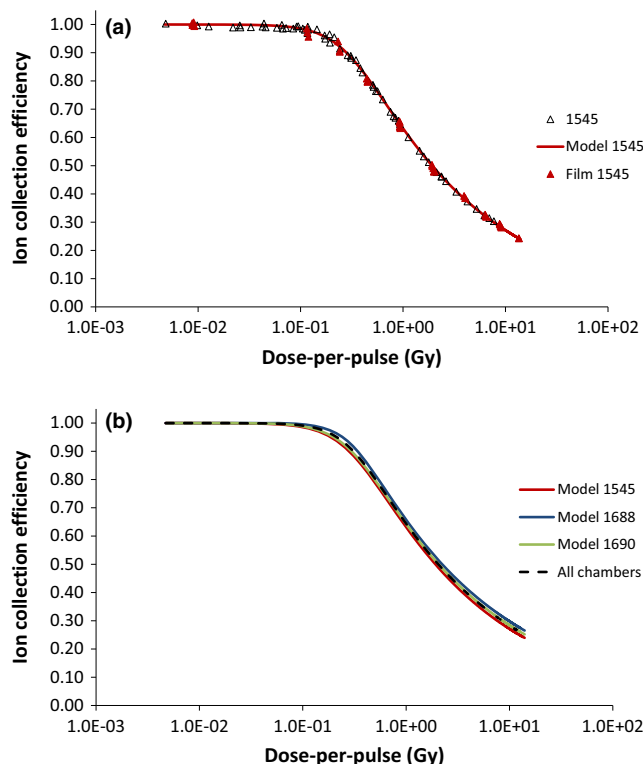 (a)
1.00
0.90
0.80
0.70
0.60
0.50
0.40
0.30
0.20
0.10
0.00
Ion collection efficiency
1545
Model 1545
Film 1545
1.0E-03 1.0E-02 1.0E-01 1.0E+00 1.0E+01 1.0E+02
Dose-per-pulse (Gy)
(b)
1.00
0.90
0.80
0.70
0.60
0.50
0.40
0.30
0.20
0.10
0.00
Ion collection efficiency
Model 1545
Model 1688
Model 1690
All chambers
1.0E-03 1.0E-02 1.0E-01 1.0E+00 1.0E+01 1.0E+02
Dose-per-pulse (Gy)